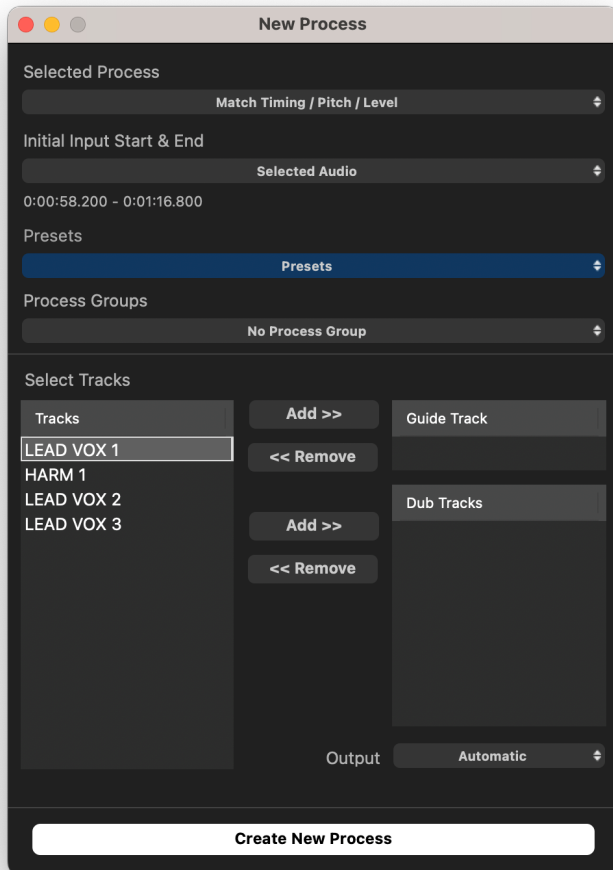 New Process
Selected Process
Match Timing / Pitch / Level
Initial Input Start & End
Selected Audio
0:00:58.200 - 0:01:16.800
Presets
Presets
Process Groups
No Process Group
Select Tracks
Tracks
LEAD VOX 1
HARM 1
LEAD VOX 2
LEAD VOX 3
Add >>
<< Remove
Add >>
<< Remove
Guide Track
Dub Tracks
Output
Automatic
Create New Process